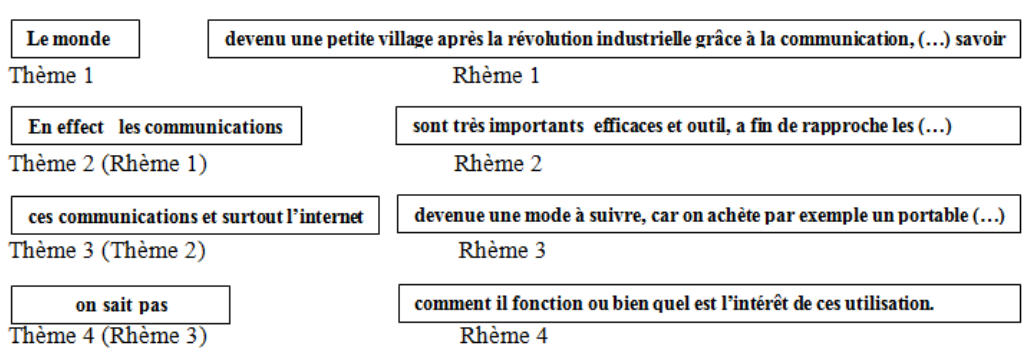 Le monde devenu une petite village après la révolution industrielle grâce à la communication, (…) savoir
Thème 1 Rhème 1
En effect les communications sont très importants efficaces et outil, a fin de rapproche les (…)
Thème 2 (Rhème 1) Rhème 2
ces communications et surtout l'internet devenue une mode à suivre, car on achète par exemple un portable (…)
Thème 3 (Thème 2) Rhème 3
on sait pas comment il fonction ou bien quel est l'intérêt de ces utilisation.
Thème 4 (Rhème 3) Rhème 4